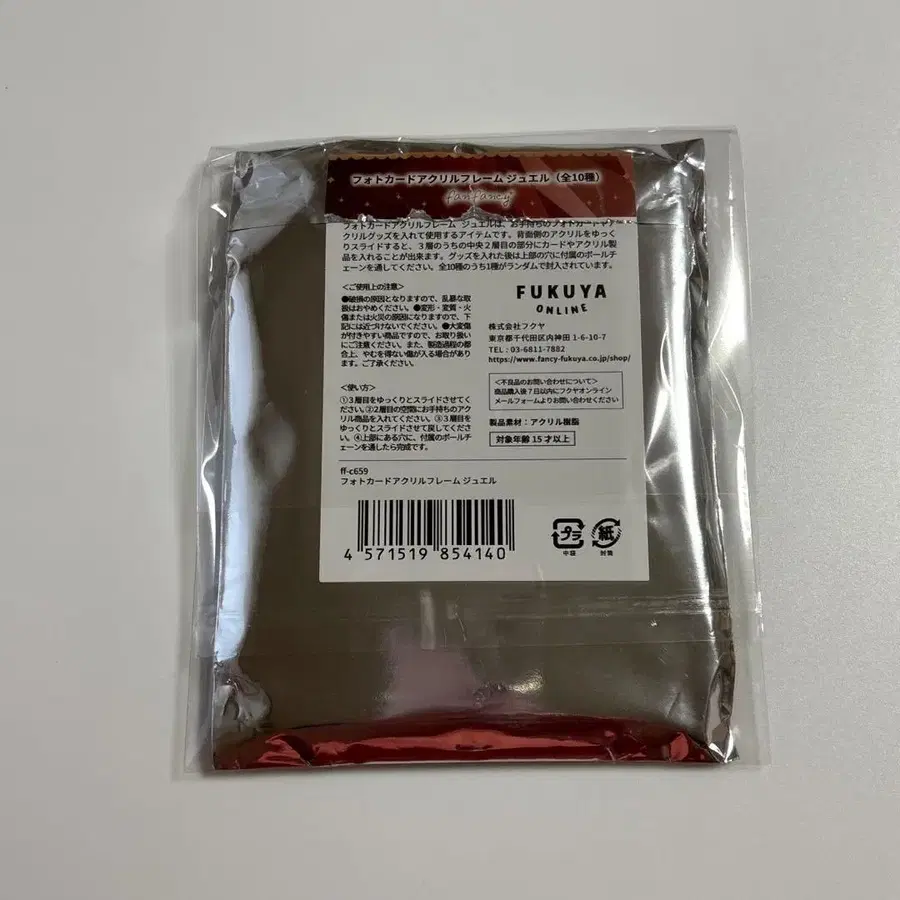 フォトカードアクリルフレーム ジュエル（全10種）
fanfancy
フォトカードアクリルフレーム ジュエルは、お手持ちのフォトカードやア
クリルグッズを入れて使用するアイテムです。背面側のアクリルをゆっく
りスライドすると、3層のうちの中央2層目の部分にカードやアクリル製
品を入れることが出来ます。グッズを入れた後は上部の穴に付属のボールチ
ェーンを通してください。全10種のうち1種がランダムで封入されています。
＜ご使用上の注意＞
●破損の原因となりますので、乱暴な取
扱はおやめください。●変形・変質・火
傷または火災の原因になりますので、下
記には近づけないでください。●大変傷
が付きやすい商品ですので、お取り扱い
にご注意ください。また、製造過程の都
合上、やむを得ない傷が入る場合があり
ます。ご了承ください。
＜使い方＞
①3層目をゆっくりとスライドさせてくだ
ださい。②2層目の空間にお手持ちのアク
リル商品を入れてください。③3層目を
ゆっくりとスライドさせて戻してください。
④上部にある穴に、付属のボールチ
ェーンを通したら完成です。
FUKUYA
ONLINE
株式会社フクヤ
東京都千代田区内神田 1-6-10-7
TEL : 03-6811-7882
https://www.fancy-fukuya.co.jp/shop/
＜不良品のお問い合わせについて＞
商品購入後7日以内にフクヤオンライン
メールフォームよりお問い合わせください
製品素材：アクリル樹脂
対象年齢 15才以上
ff-c659
フォトカードアクリルフレーム ジュエル
4 571519 854140
プラ
中袋
紙
封筒